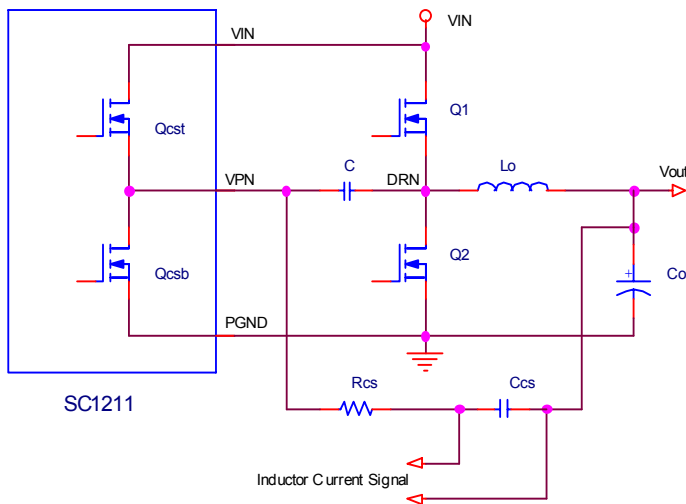 VIN
VIN
Qcst
Q1
VPN
C
DRN
Lo
Vout
Qcsb
Q2
+
Co
PGND
Rcs
Ccs
SC1211
Inductor Current Signal